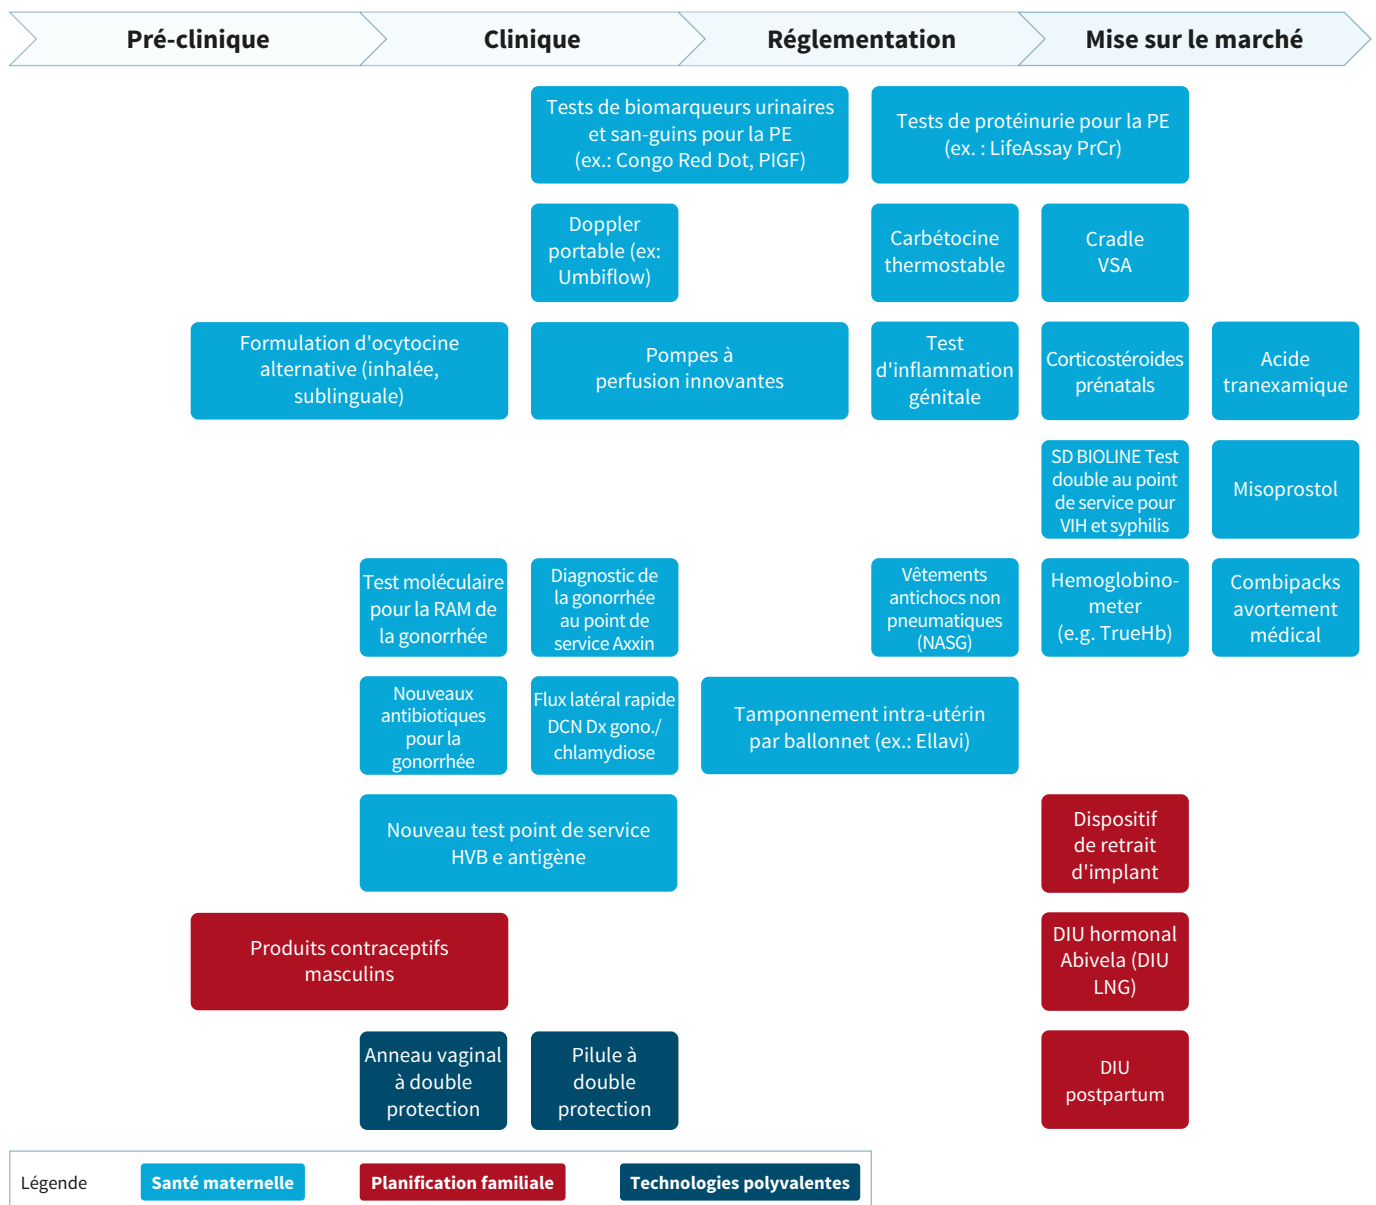 Pré-clinique
Clinique
Réglementation
Mise sur le marché
Tests de biomarqueurs urinaires
et san-guins pour la PE
(ex.: Congo Red Dot, PIGF)
Tests de protéinurie pour la PE
(ex. : LifeAssay PrCr)
Doppler
portable (ex:
Umbiflow)
Carbétocine
thermostable
Cradle
VSA
Formulation d'ocytocine
alternative (inhalée,
sublinguale)
Pompes à
perfusion innovantes
Test
d'inflammation
génitale
Corticostéroides
prénatals
Acide
tranexamique
SD BIOLINE Test
double au point
de service pour
VIH et syphilis
Misoprostol
Test moléculaire
pour la RAM de
la gonorrhée
Diagnostic de
la gonorrhée
au point de
service Axxin
Vêtements
antichocs non
pneumatiques
(NASG)
Hemoglobino-
meter
(e.g. TrueHb)
Combipacks
avortement
médical
Nouveaux
antibiotiques
pour la
gonorrhée
Flux latéral rapide
DCN Dx gono./
chlamydiose
Tamponnement intra-utérin
par ballonnet (ex.: Ellavi)
Nouveau test point de service
HVB e antigène
Dispositif
de retrait
d'implant
Produits contraceptifs
masculins
DIU hormonal
Abivela (DIU
LNG)
Anneau vaginal
à double
protection
Pilule à
double
protection
DIU
postpartum
Légende
Santé maternelle
Planification familiale
Technologies polyvalentes